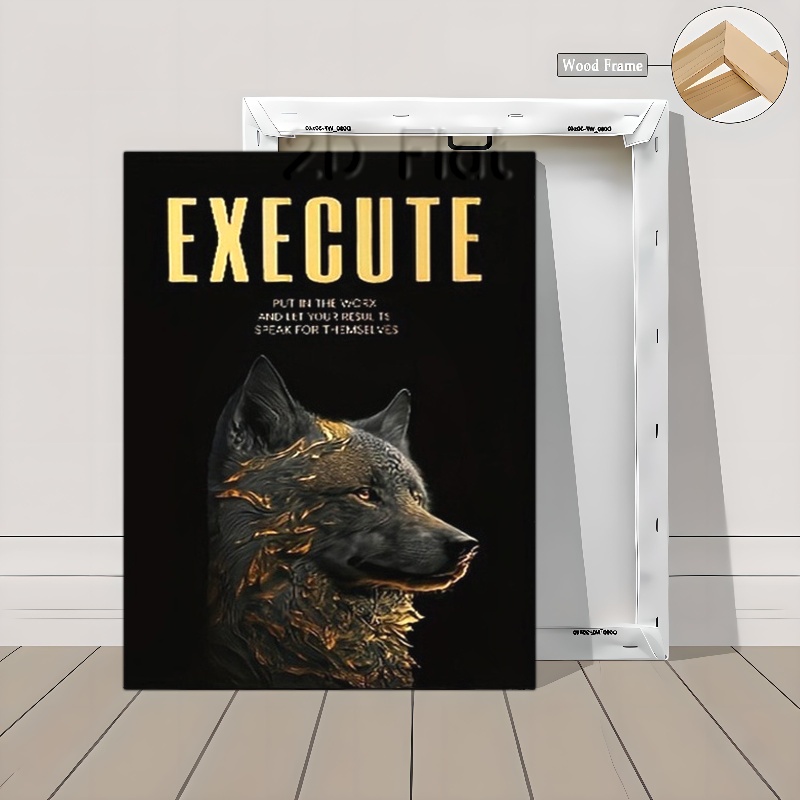 Wood Frame
2D Flat
EXECUTE
PUT IN THE WORK
AND LET YOUR RESULTS
SPEAK FOR THEMSELVES